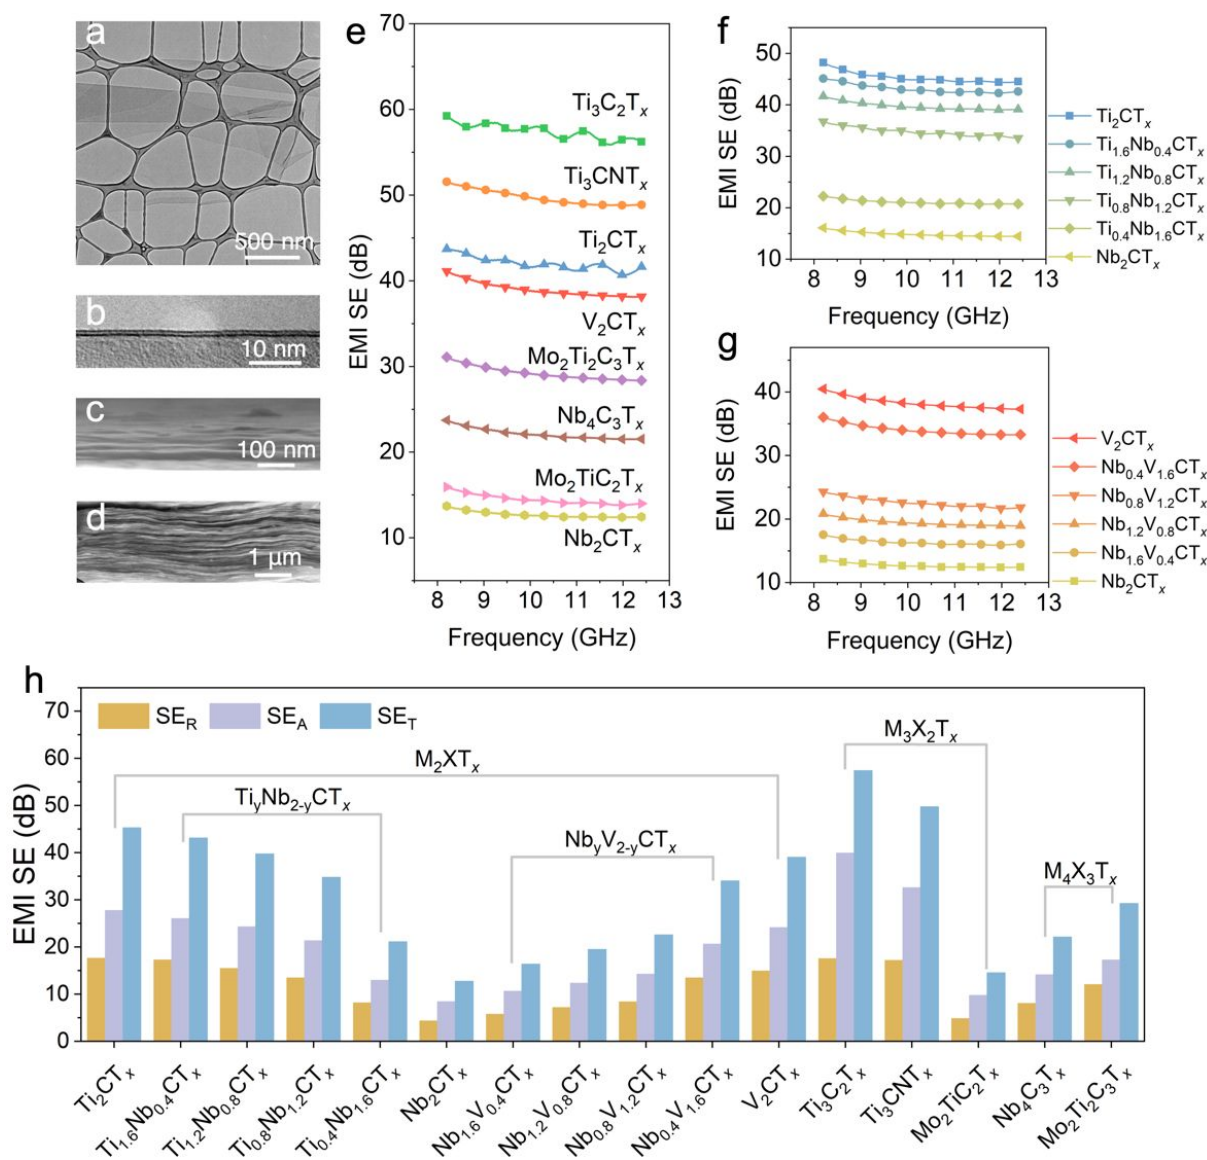 a
500 nm
b
10 nm
c
100 nm
d
1 µm
e
EMI SE (dB)
70
60
50
40
30
20
10
Ti₃C₂Tₓ
Ti₃CNTₓ
Ti₂CTₓ
V₂CTₓ
Mo₂Ti₂C₃Tₓ
Nb₄C₃Tₓ
Mo₂TiC₂Tₓ
Nb₂CTₓ
8 9 10 11 12 13
Frequency (GHz)
f
EMI SE (dB)
50
40
30
20
10
8 9 10 11 12 13
Frequency (GHz)
Ti₂CTₓ
Ti₁.₆Nb₀.₄CTₓ
Ti₁.₂Nb₀.₈CTₓ
Ti₀.₈Nb₁.₂CTₓ
Ti₀.₄Nb₁.₆CTₓ
Nb₂CTₓ
g
EMI SE (dB)
40
30
20
10
8 9 10 11 12 13
Frequency (GHz)
V₂CTₓ
Nb₀.₄V₁.₆CTₓ
Nb₀.₈V₁.₂CTₓ
Nb₁.₂V₀.₈CTₓ
Nb₁.₆V₀.₄CTₓ
Nb₂CTₓ
h
EMI SE (dB)
70
60
50
40
30
20
10
0
SE_R SE_A SE_T
M₂XTₓ
TiᵧNb₂₋ᵧCTₓ
NbᵧV₂₋ᵧCTₓ
M₃X₂Tₓ
M₄X₃Tₓ
Ti₂CTₓ
Ti₁.₆Nb₀.₄CTₓ
Ti₁.₂Nb₀.₈CTₓ
Ti₀.₈Nb₁.₂CTₓ
Ti₀.₄Nb₁.₆CTₓ
Nb₂CTₓ
Nb₁.₆V₀.₄CTₓ
Nb₁.₂V₀.₈CTₓ
Nb₀.₈V₁.₂CTₓ
Nb₀.₄V₁.₆CTₓ
V₂CTₓ
Ti₃C₂Tₓ
Ti₃CNTₓ
Mo₂TiC₂Tₓ
Nb₄C₃Tₓ
Mo₂Ti₂C₃Tₓ